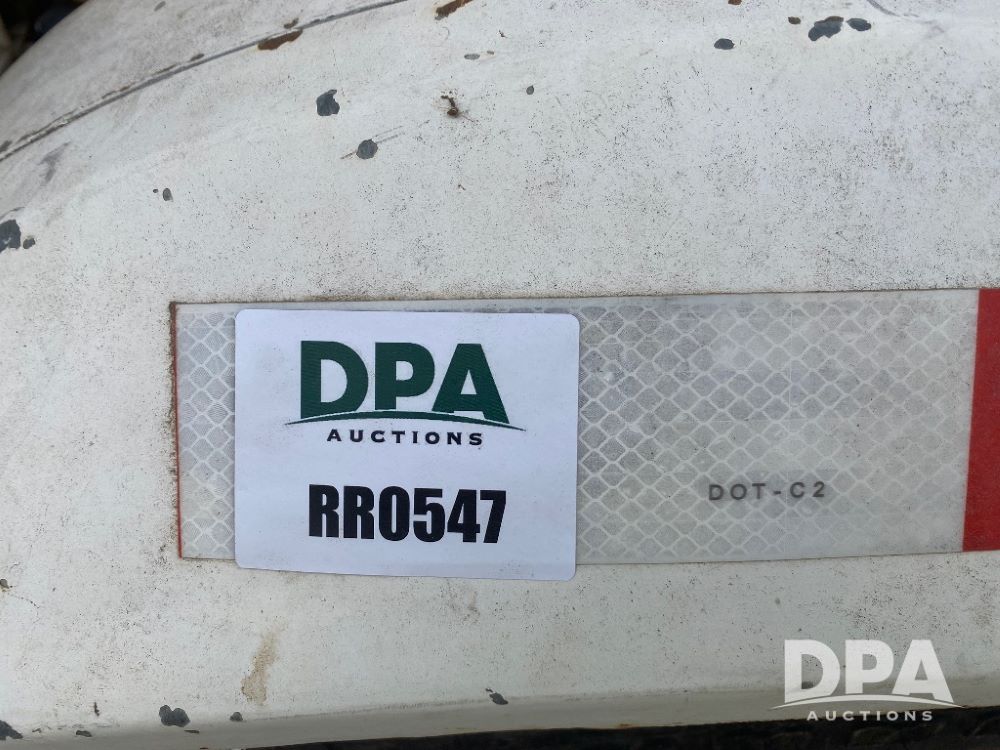 DPA
AUCTIONS
RR0547
DOT-C2
DPA
AUCTIONS